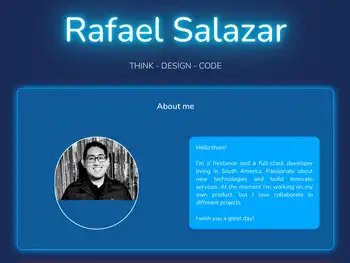 Rafael Salazar
THINK - DESIGN - CODE
About me
Hello there!
I'm a freelance and a full-stack developer
living in South America. Passionate about
new technologies and build innovate
services. At the moment I'm working on my
own product, but I love collaborate in
different projects
I wish you a great day!